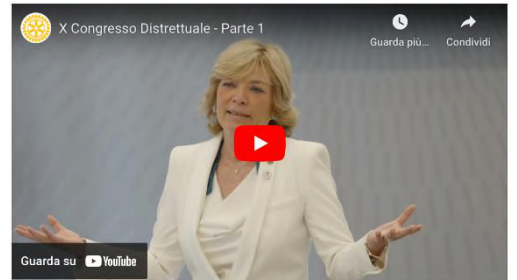 X Congresso Distrettuale - Parte 1
Guarda più...
Condividi
Guarda su YouTube